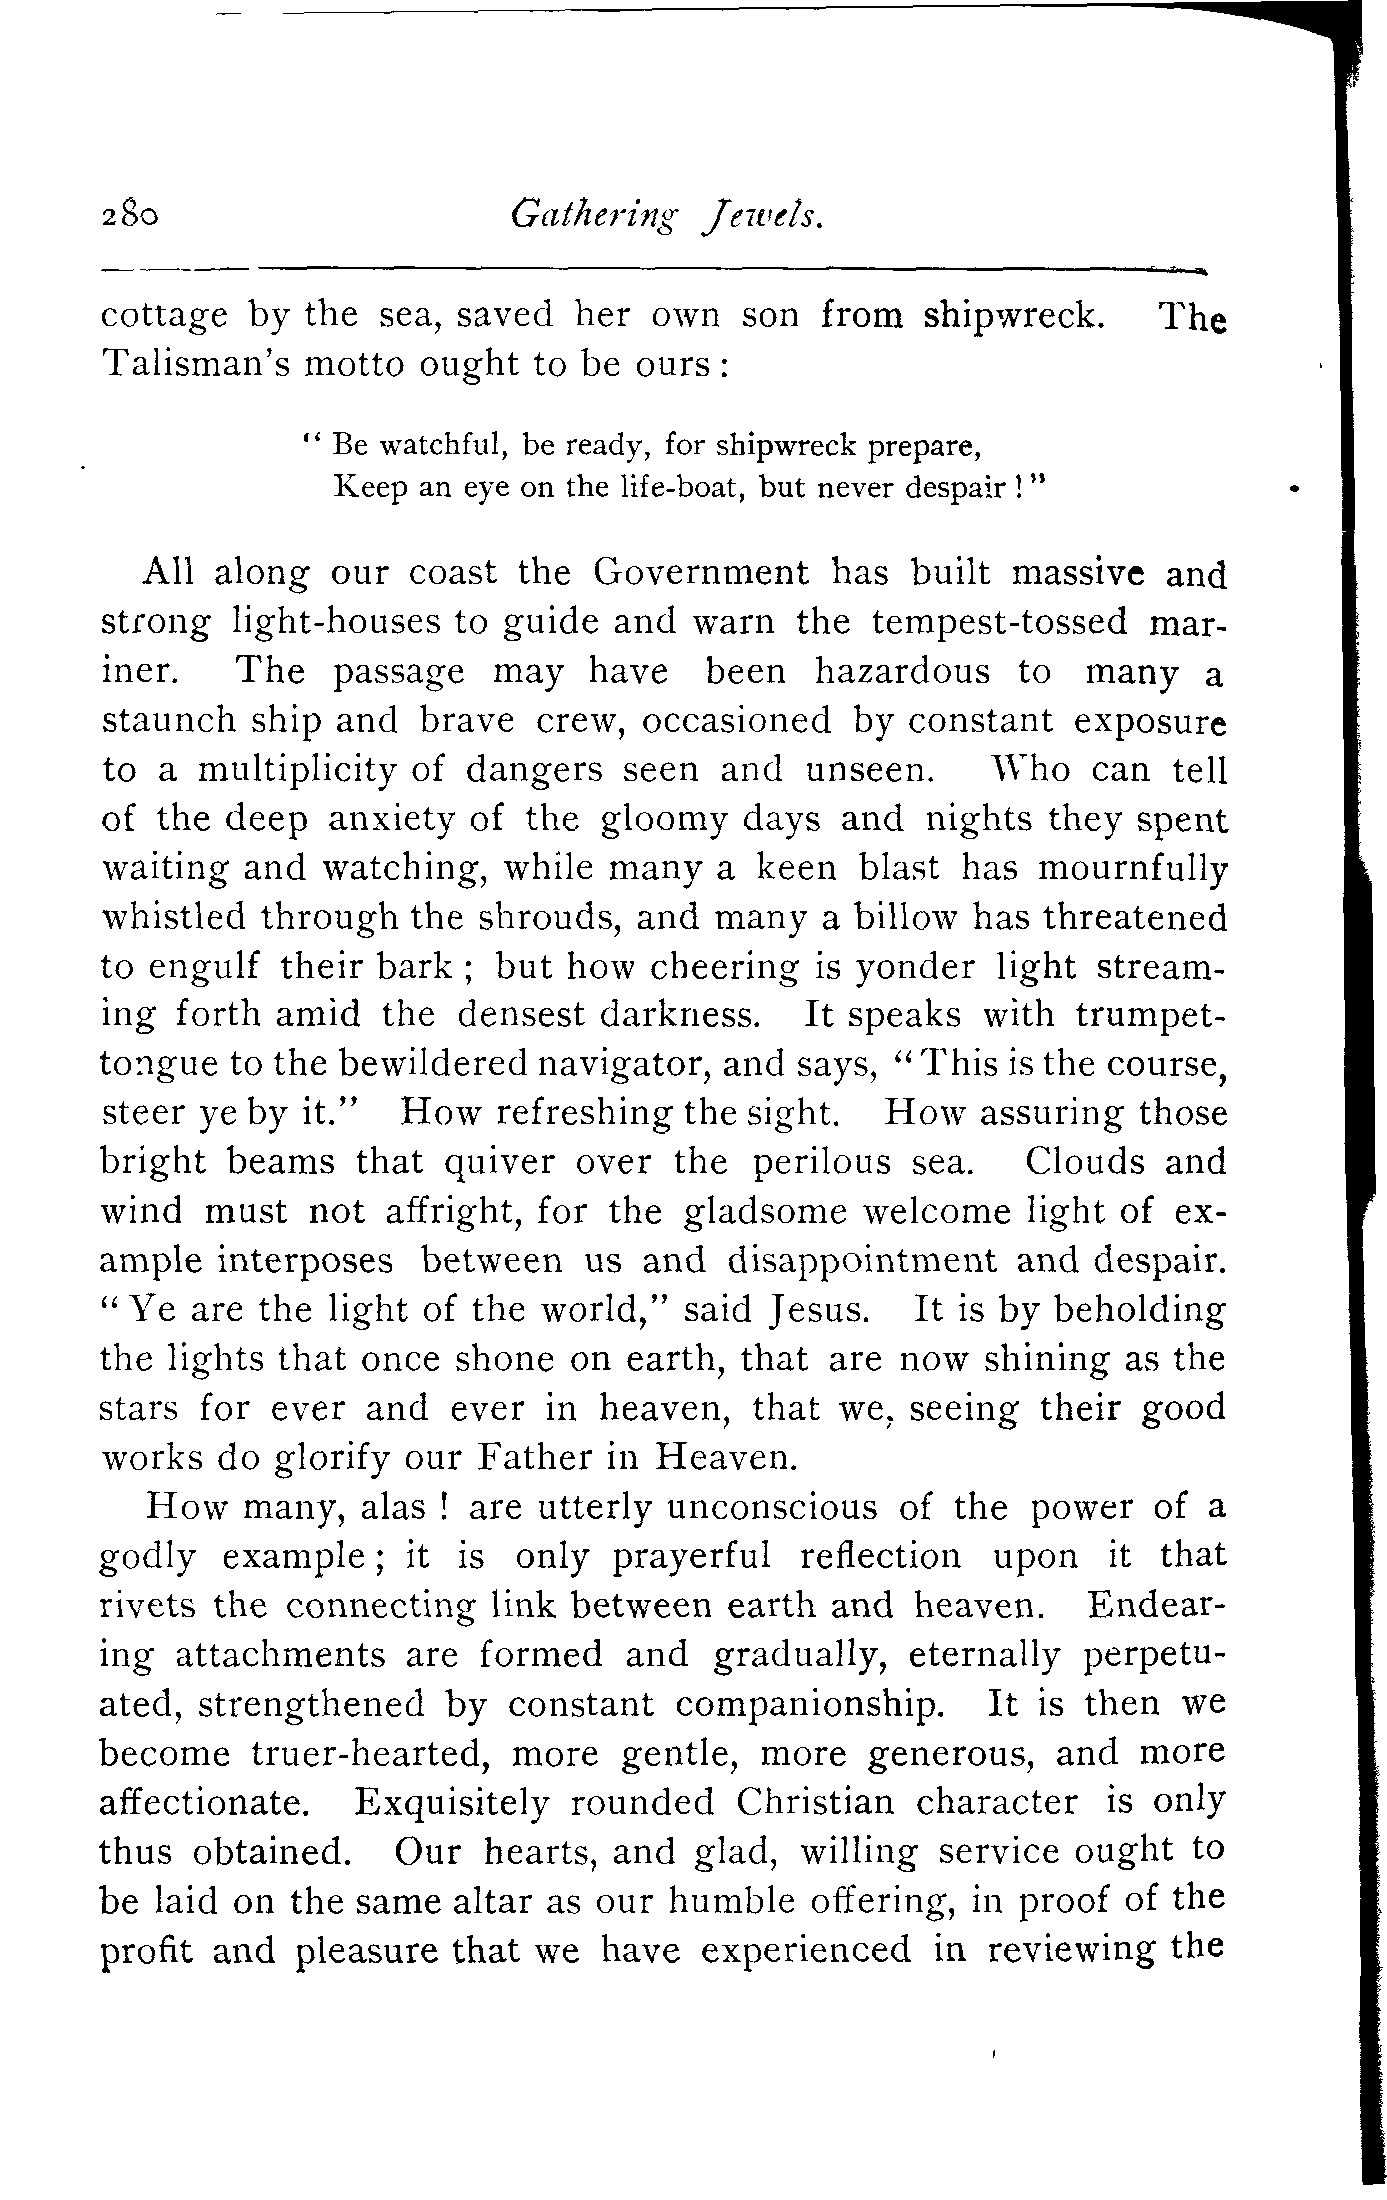 280 Gathering Jewels.
cottage by the sea, saved her own son from shipwreck. The
Talisman's motto ought to be ours :
" Be watchful, be ready, for shipwreck prepare,
Keep an eye on the life-boat, but never despair ! "
All along our coast the Government has built massive and
strong light-houses to guide and warn the tempest-tossed mar-
iner. The passage may have been hazardous to many a
staunch ship and brave crew, occasioned by constant exposure
to a multiplicity of dangers seen and unseen. Who can tell
of the deep anxiety of the gloomy days and nights they spent
waiting and watching, while many a keen blast has mournfully
whistled through the shrouds, and many a billow has threatened
to engulf their bark ; but how cheering is yonder light stream-
ing forth amid the densest darkness. It speaks with trumpet-
tongue to the bewildered navigator, and says, " This is the course,
steer ye by it." How refreshing the sight. How assuring those
bright beams that quiver over the perilous sea. Clouds and
wind must not affright, for the gladsome welcome light of ex-
ample interposes between us and disappointment and despair.
" Ye are the light of the world," said Jesus. It is by beholding
the lights that once shone on earth, that are now shining as the
stars for ever and ever in heaven, that we, seeing their good
works do glorify our Father in Heaven.
How many, alas ! are utterly unconscious of the power of a
godly example ; it is only prayerful reflection upon it that
rivets the connecting link between earth and heaven. Endear-
ing attachments are formed and gradually, eternally perpetu-
ated, strengthened by constant companionship. It is then we
become truer-hearted, more gentle, more generous, and more
affectionate. Exquisitely rounded Christian character is only
thus obtained. Our hearts, and glad, willing service ought to
be laid on the same altar as our humble offering, in proof of the
profit and pleasure that we have experienced in reviewing the